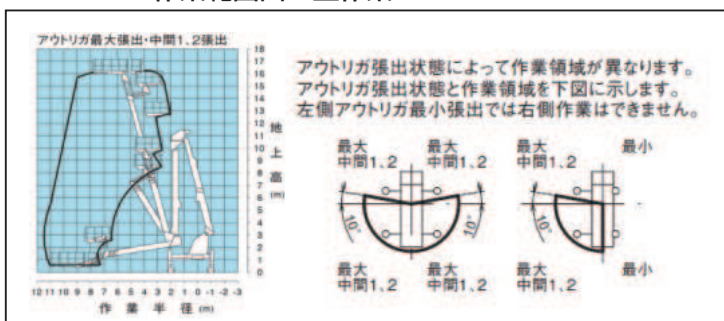 アウトリガ最大張出・中間1、2張出
18
17
16
15
14
13
12
11
10
9
8
7
6
5
4
3
2
1
0
地上高(m)
12 11 10 9 8 7 6 5 4 3 2 1 0 -1 -2 -3
作業半径(m)
アウトリガ張出状態によって作業領域が異なります。
アウトリガ張出状態と作業領域を下図に示します。
左側アウトリガ最小張出では右側作業はできません。
最大 最大 最大 最小
中間1、2 中間1、2 中間1、2
10° 10° 10°
最大 最大 最大 最小
中間1、2 中間1、2 中間1、2